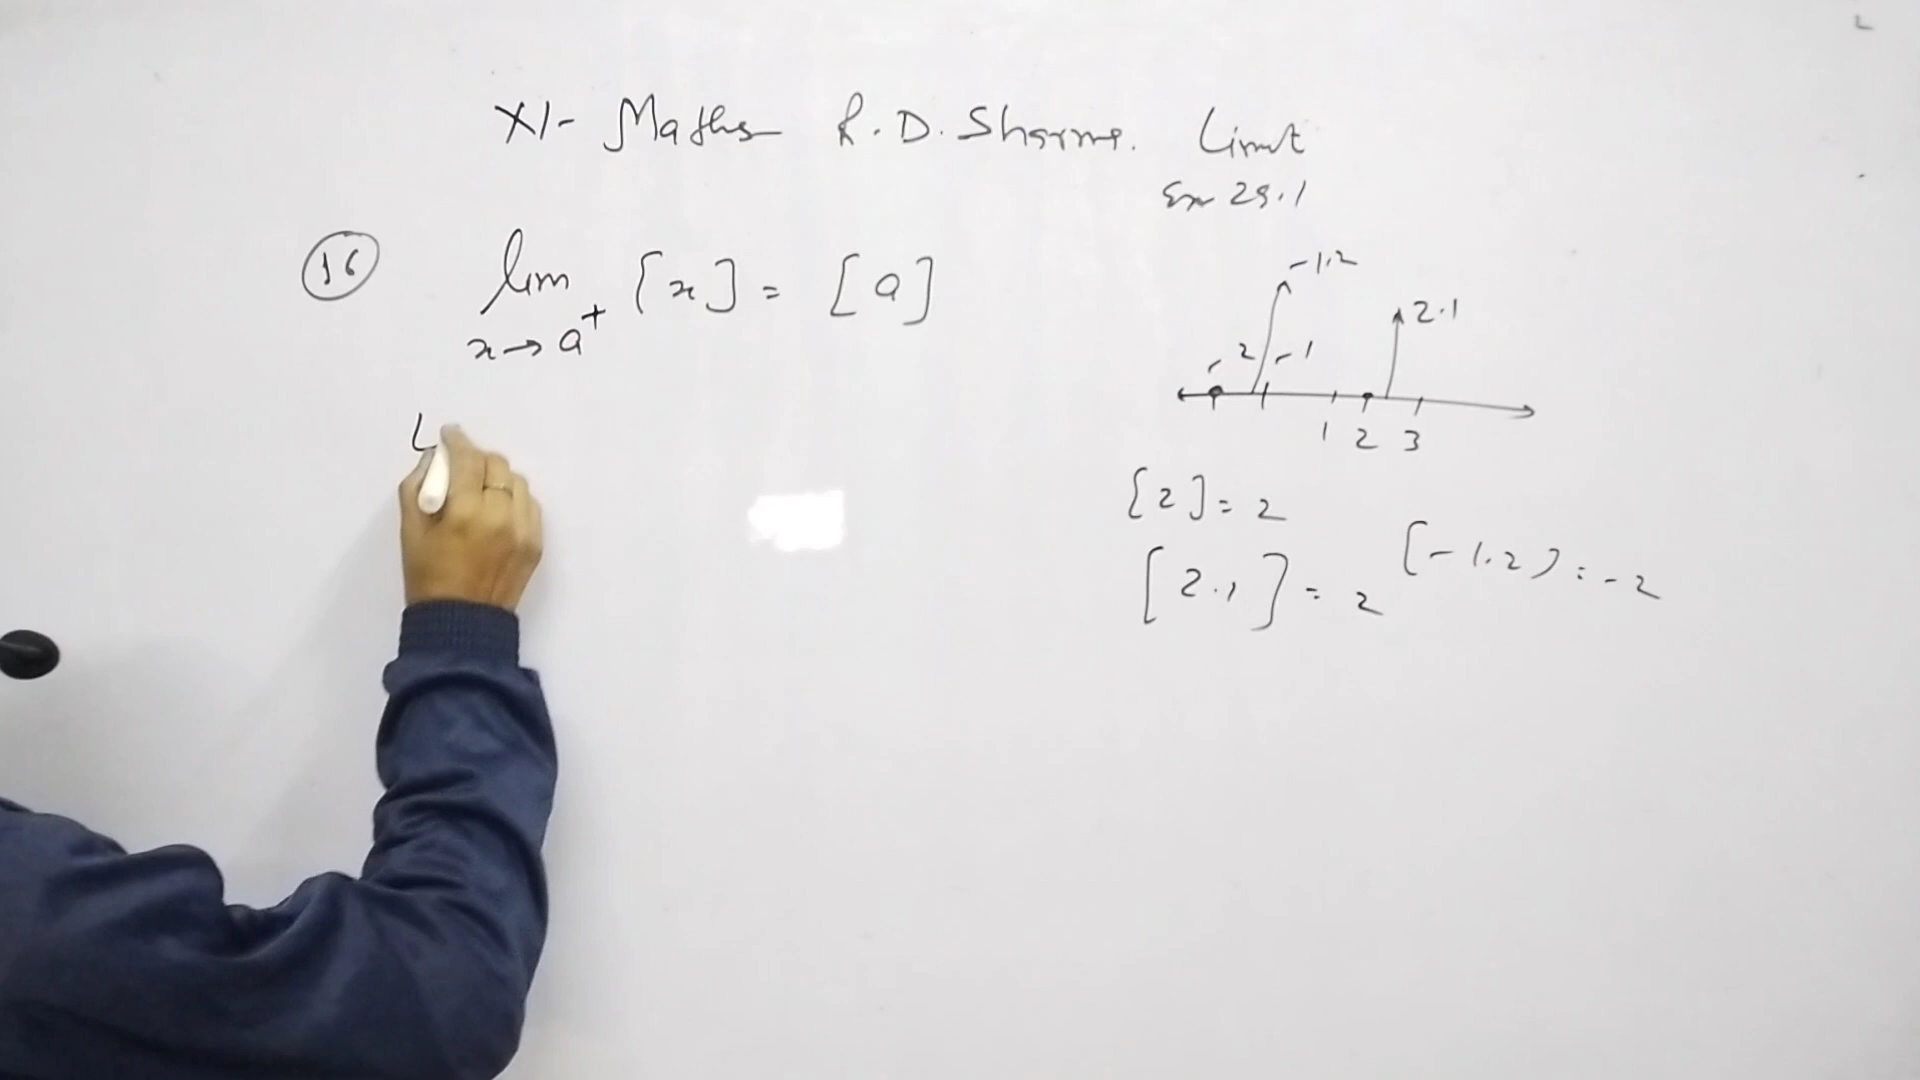 XI- Maths R.D. Sharma. Limit
Ex 29.1
16 lim [x] = [a]
x → a⁺
-1.2
2.1
-2 -1
1 2 3
L
[2] = 2
[-1.2] = -2
[2.1] = 2